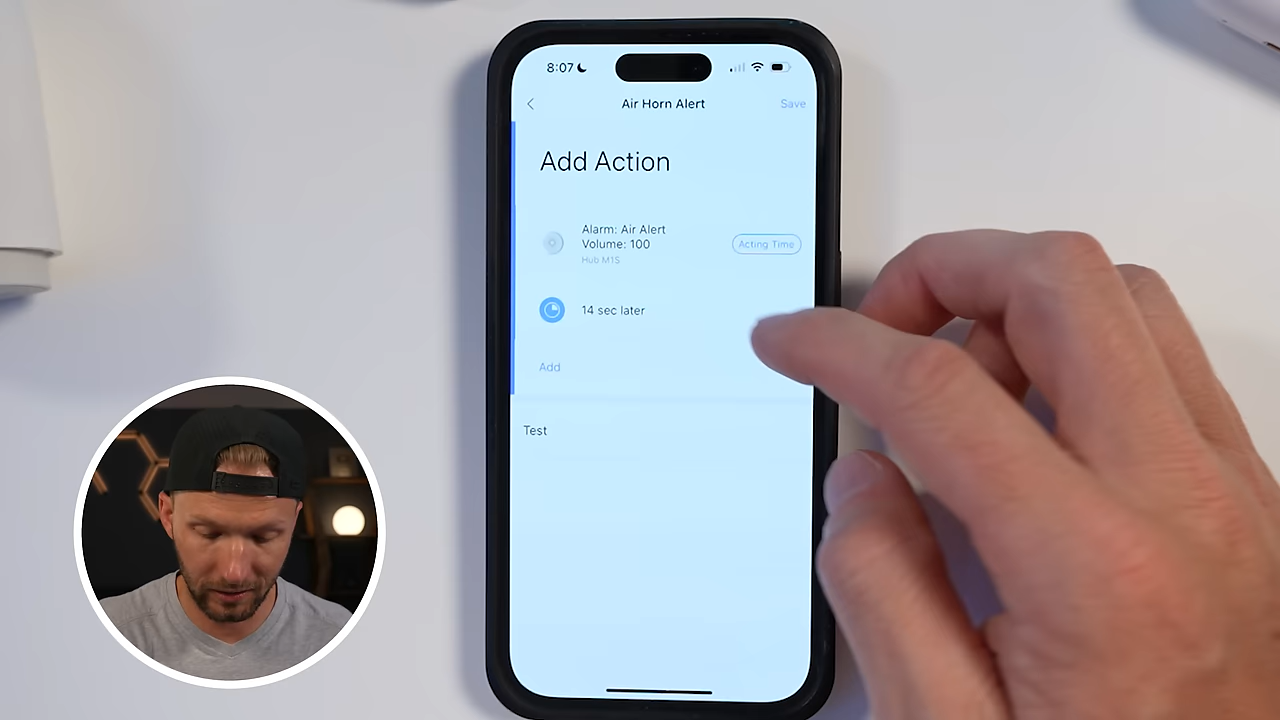 8:07
Air Horn Alert
Save
Add Action
Alarm: Air Alert
Volume: 100
Hub M1S
Acting Time
14 sec later
Add
Test